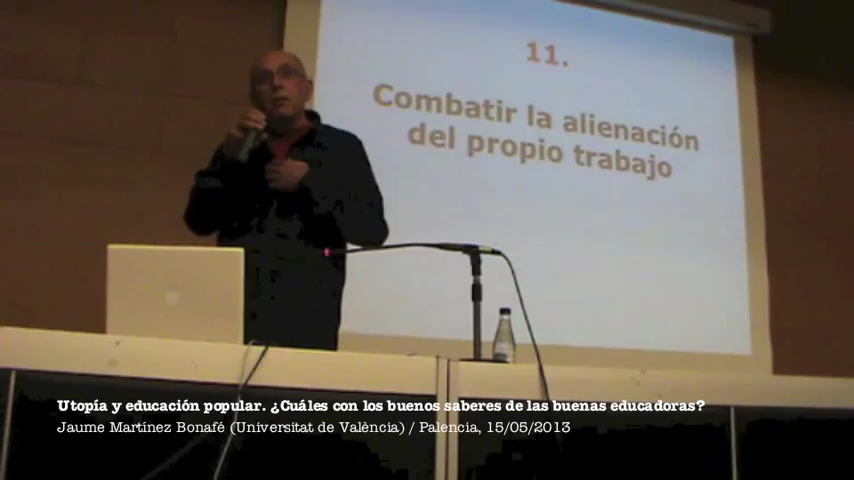 11.
Combatir la alienación
del propio trabajo
Utopía y educación popular. ¿Cuáles con los buenos saberes de las buenas educadoras?
Jaume Martínez Bonafé (Universitat de València) / Palencia, 15/05/2013